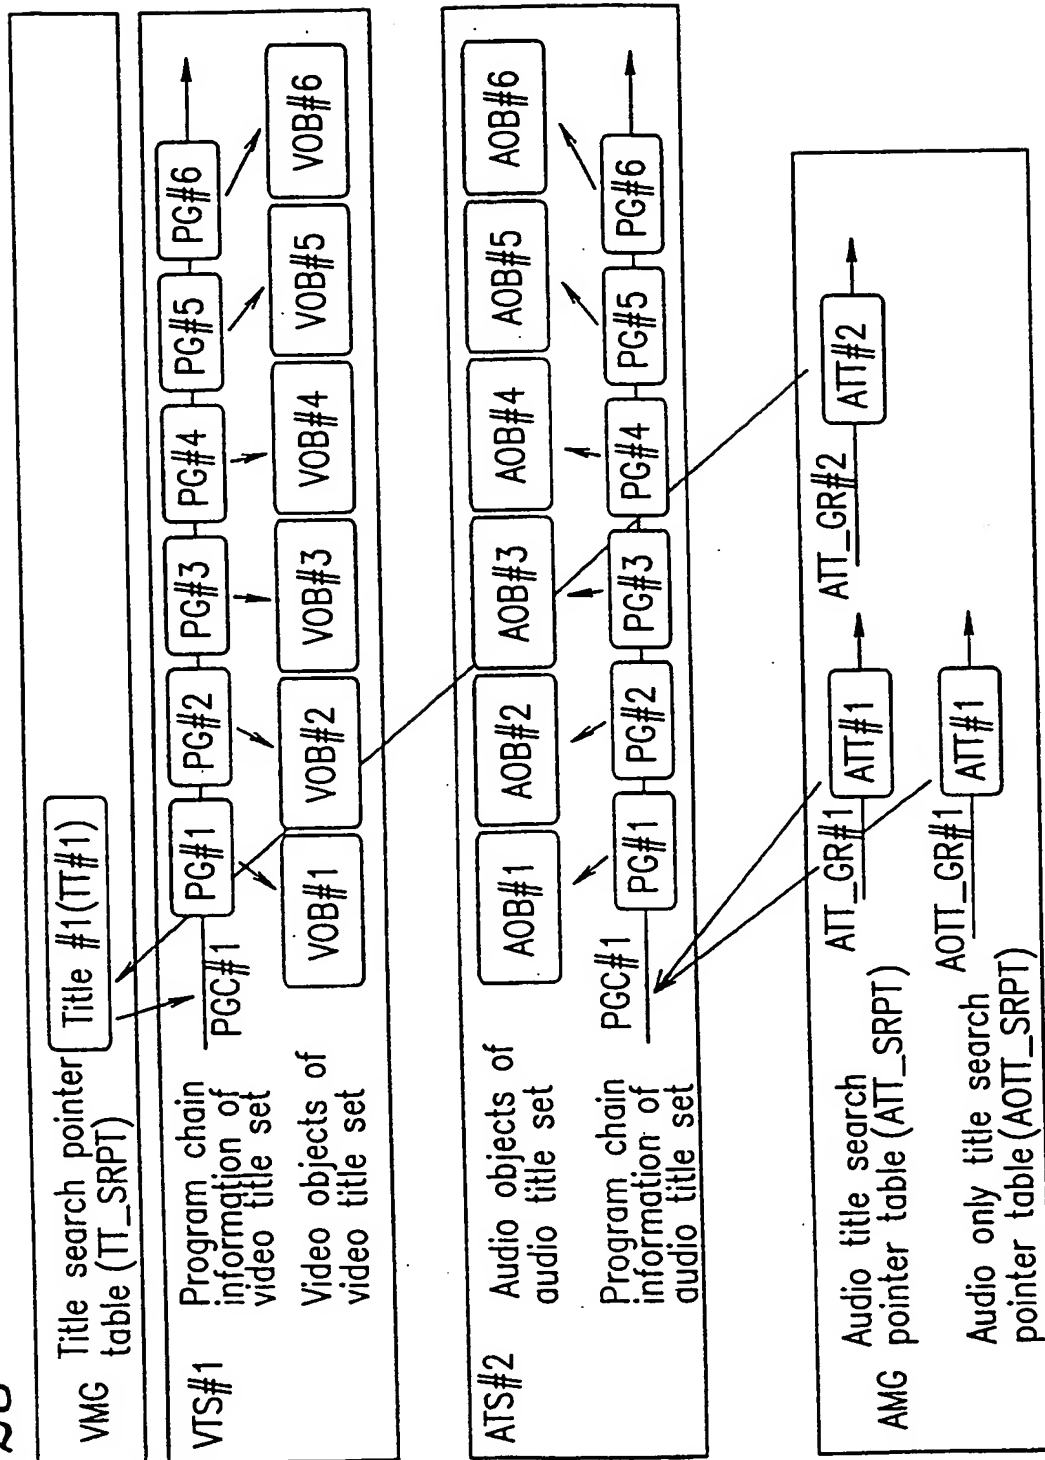 VMG
Title search pointer
table (TT_SRPT)
Title #1(TT#1)
VTS#1
Program chain
information of
video title set
PGC#1
PG#1
PG#2
PG#3
PG#4
PG#5
PG#6
Video objects of
video title set
VOB#1
VOB#2
VOB#3
VOB#4
VOB#5
VOB#6
ATS#2
Audio objects of
audio title set
AOB#1
AOB#2
AOB#3
AOB#4
AOB#5
AOB#6
Program chain
information of
audio title set
PGC#1
PG#1
PG#2
PG#3
PG#4
PG#5
PG#6
AMG
Audio title search
pointer table (ATT_SRPT)
ATT_GR#1
ATT#1
ATT_GR#2
ATT#2
Audio only title search
pointer table(AOTT_SRPT)
AOTT_GR#1
ATT#1